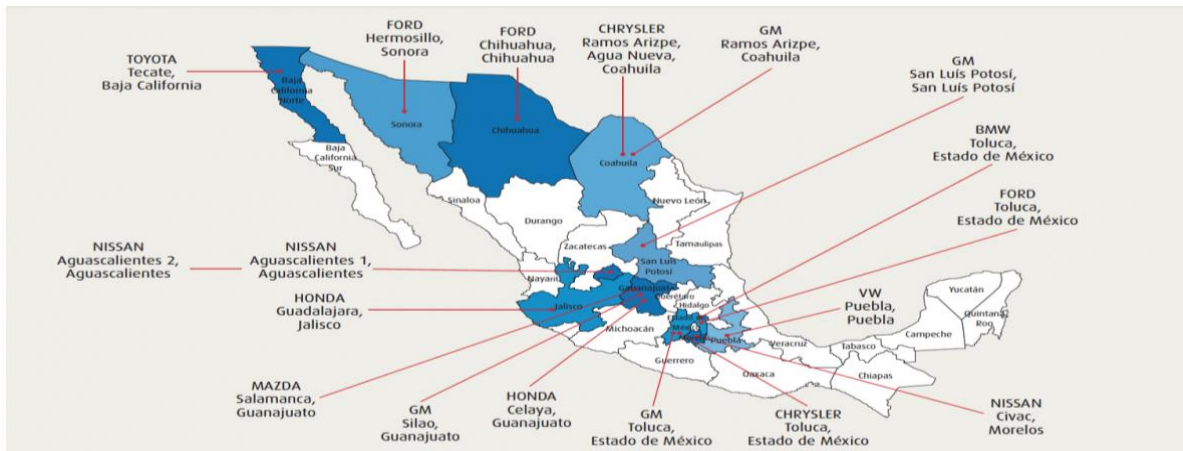 FORD
Hermosillo,
Sonora
FORD
Chihuahua,
Chihuahua
CHRYSLER
Ramos Arizpe,
Agua Nueva,
Coahuila
GM
Ramos Arizpe,
Coahuila
TOYOTA
Tecate,
Baja California
GM
San Luís Potosí,
San Luís Potosí
BMW
Toluca,
Estado de México
FORD
Toluca,
Estado de México
Baja
California
Norte
Sonora
Chihuahua
Coahuila
Baja
California
Sur
Sinaloa
Durango
Nuevo León
Zacatecas
Tamaulipas
San Luis
Potosí
Nayarit
NISSAN
Aguascalientes 2,
Aguascalientes
NISSAN
Aguascalientes 1,
Aguascalientes
HONDA
Guadalajara,
Jalisco
Jalisco
Guanajuato
Querétaro
Hidalgo
Michoacán
Estado de
México
Morelos
Puebla
Guerrero
Veracruz
Oaxaca
Tabasco
Chiapas
Campeche
Yucatán
Quintana
Roo
VW
Puebla,
Puebla
MAZDA
Salamanca,
Guanajuato
GM
Silao,
Guanajuato
HONDA
Celaya,
Guanajuato
GM
Toluca,
Estado de México
CHRYSLER
Toluca,
Estado de México
NISSAN
Civac,
Morelos